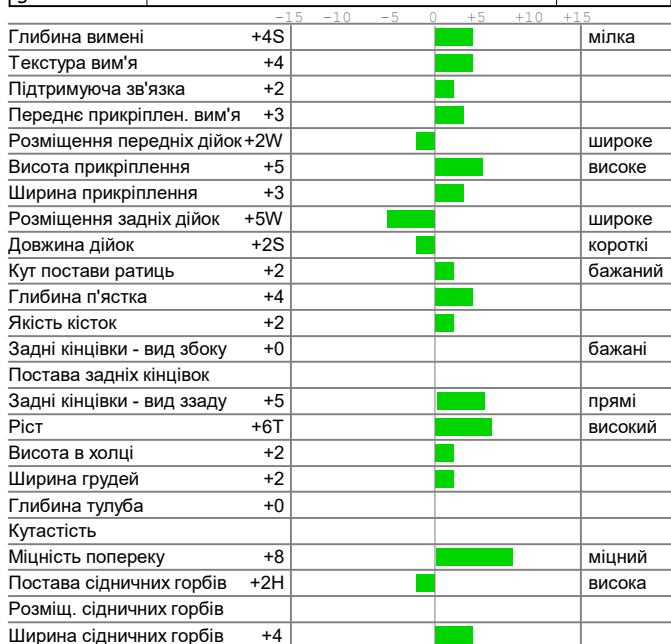 -15 -10 -5 0 +5 +10 +15
Глибина вимені +4S мілка
Текстура вим'я +4
Підтримуюча зв'язка +2
Переднє прикріплен. вим'я +3
Розміщення передніх дійок +2W широке
Висота прикріплення +5 високе
Ширина прикріплення +3
Розміщення задніх дійок +5W широке
Довжина дійок +2S короткі
Кут постави ратиць +2 бажаний
Глибина п'ястка +4
Якість кісток +2
Задні кінцівки - вид збоку +0 бажані
Постава задніх кінцівок
Задні кінцівки - вид ззаду +5 прямі
Ріст +6T високий
Висота в холці +2
Ширина грудей +2
Глибина тулуба +0
Кутастість
Міцність попереку +8 міцний
Постава сідничних горбів +2H висока
Розміщ. сідничних горбів
Ширина сідничних горбів +4